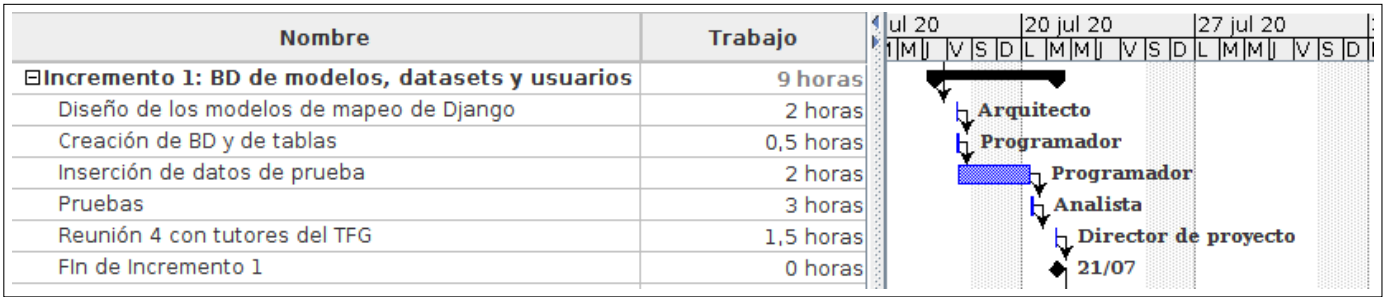 Nombre Trabajo ul 20 20 jul 20 27 jul 20
M J V S D L M M J V S D L M M J V S D
Incremento 1: BD de modelos, datasets y usuarios 9 horas
Diseño de los modelos de mapeo de Django 2 horas Arquitecto
Creación de BD y de tablas 0,5 horas Programador
Inserción de datos de prueba 2 horas Programador
Pruebas 3 horas Analista
Reunión 4 con tutores del TFG 1,5 horas Director de proyecto
FIn de Incremento 1 0 horas 21/07